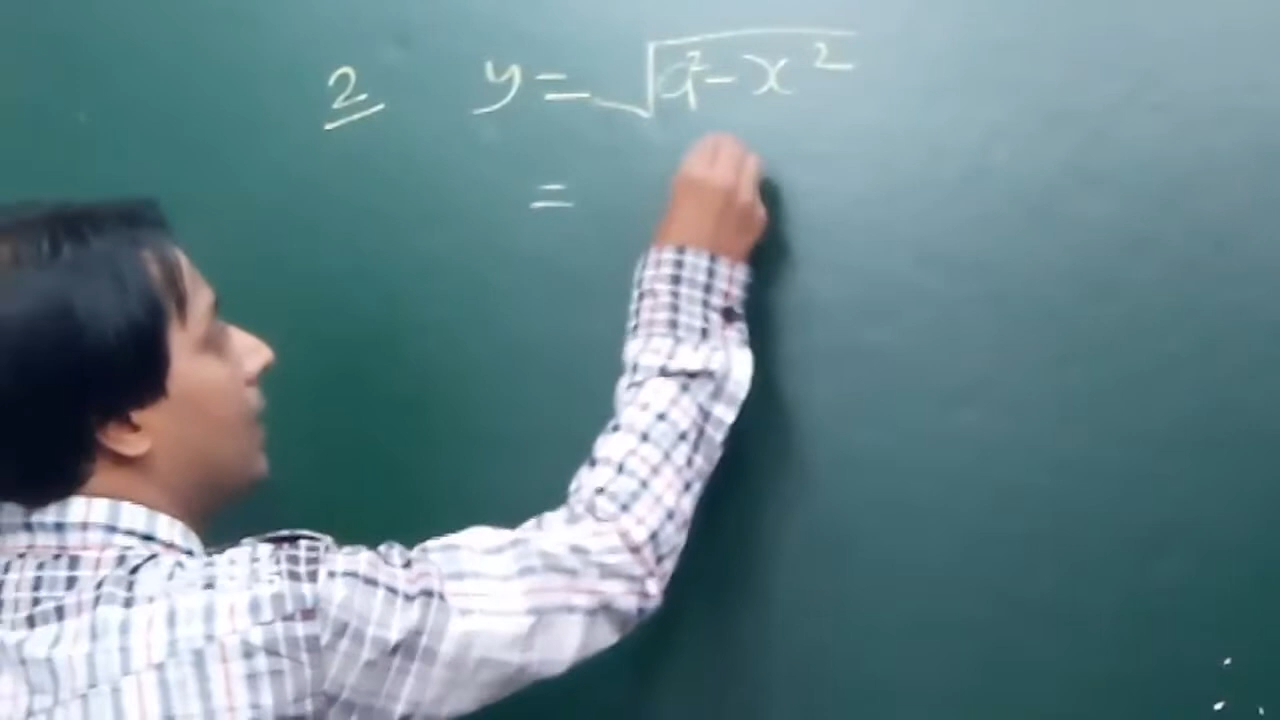 2 y = √a²-x²
=